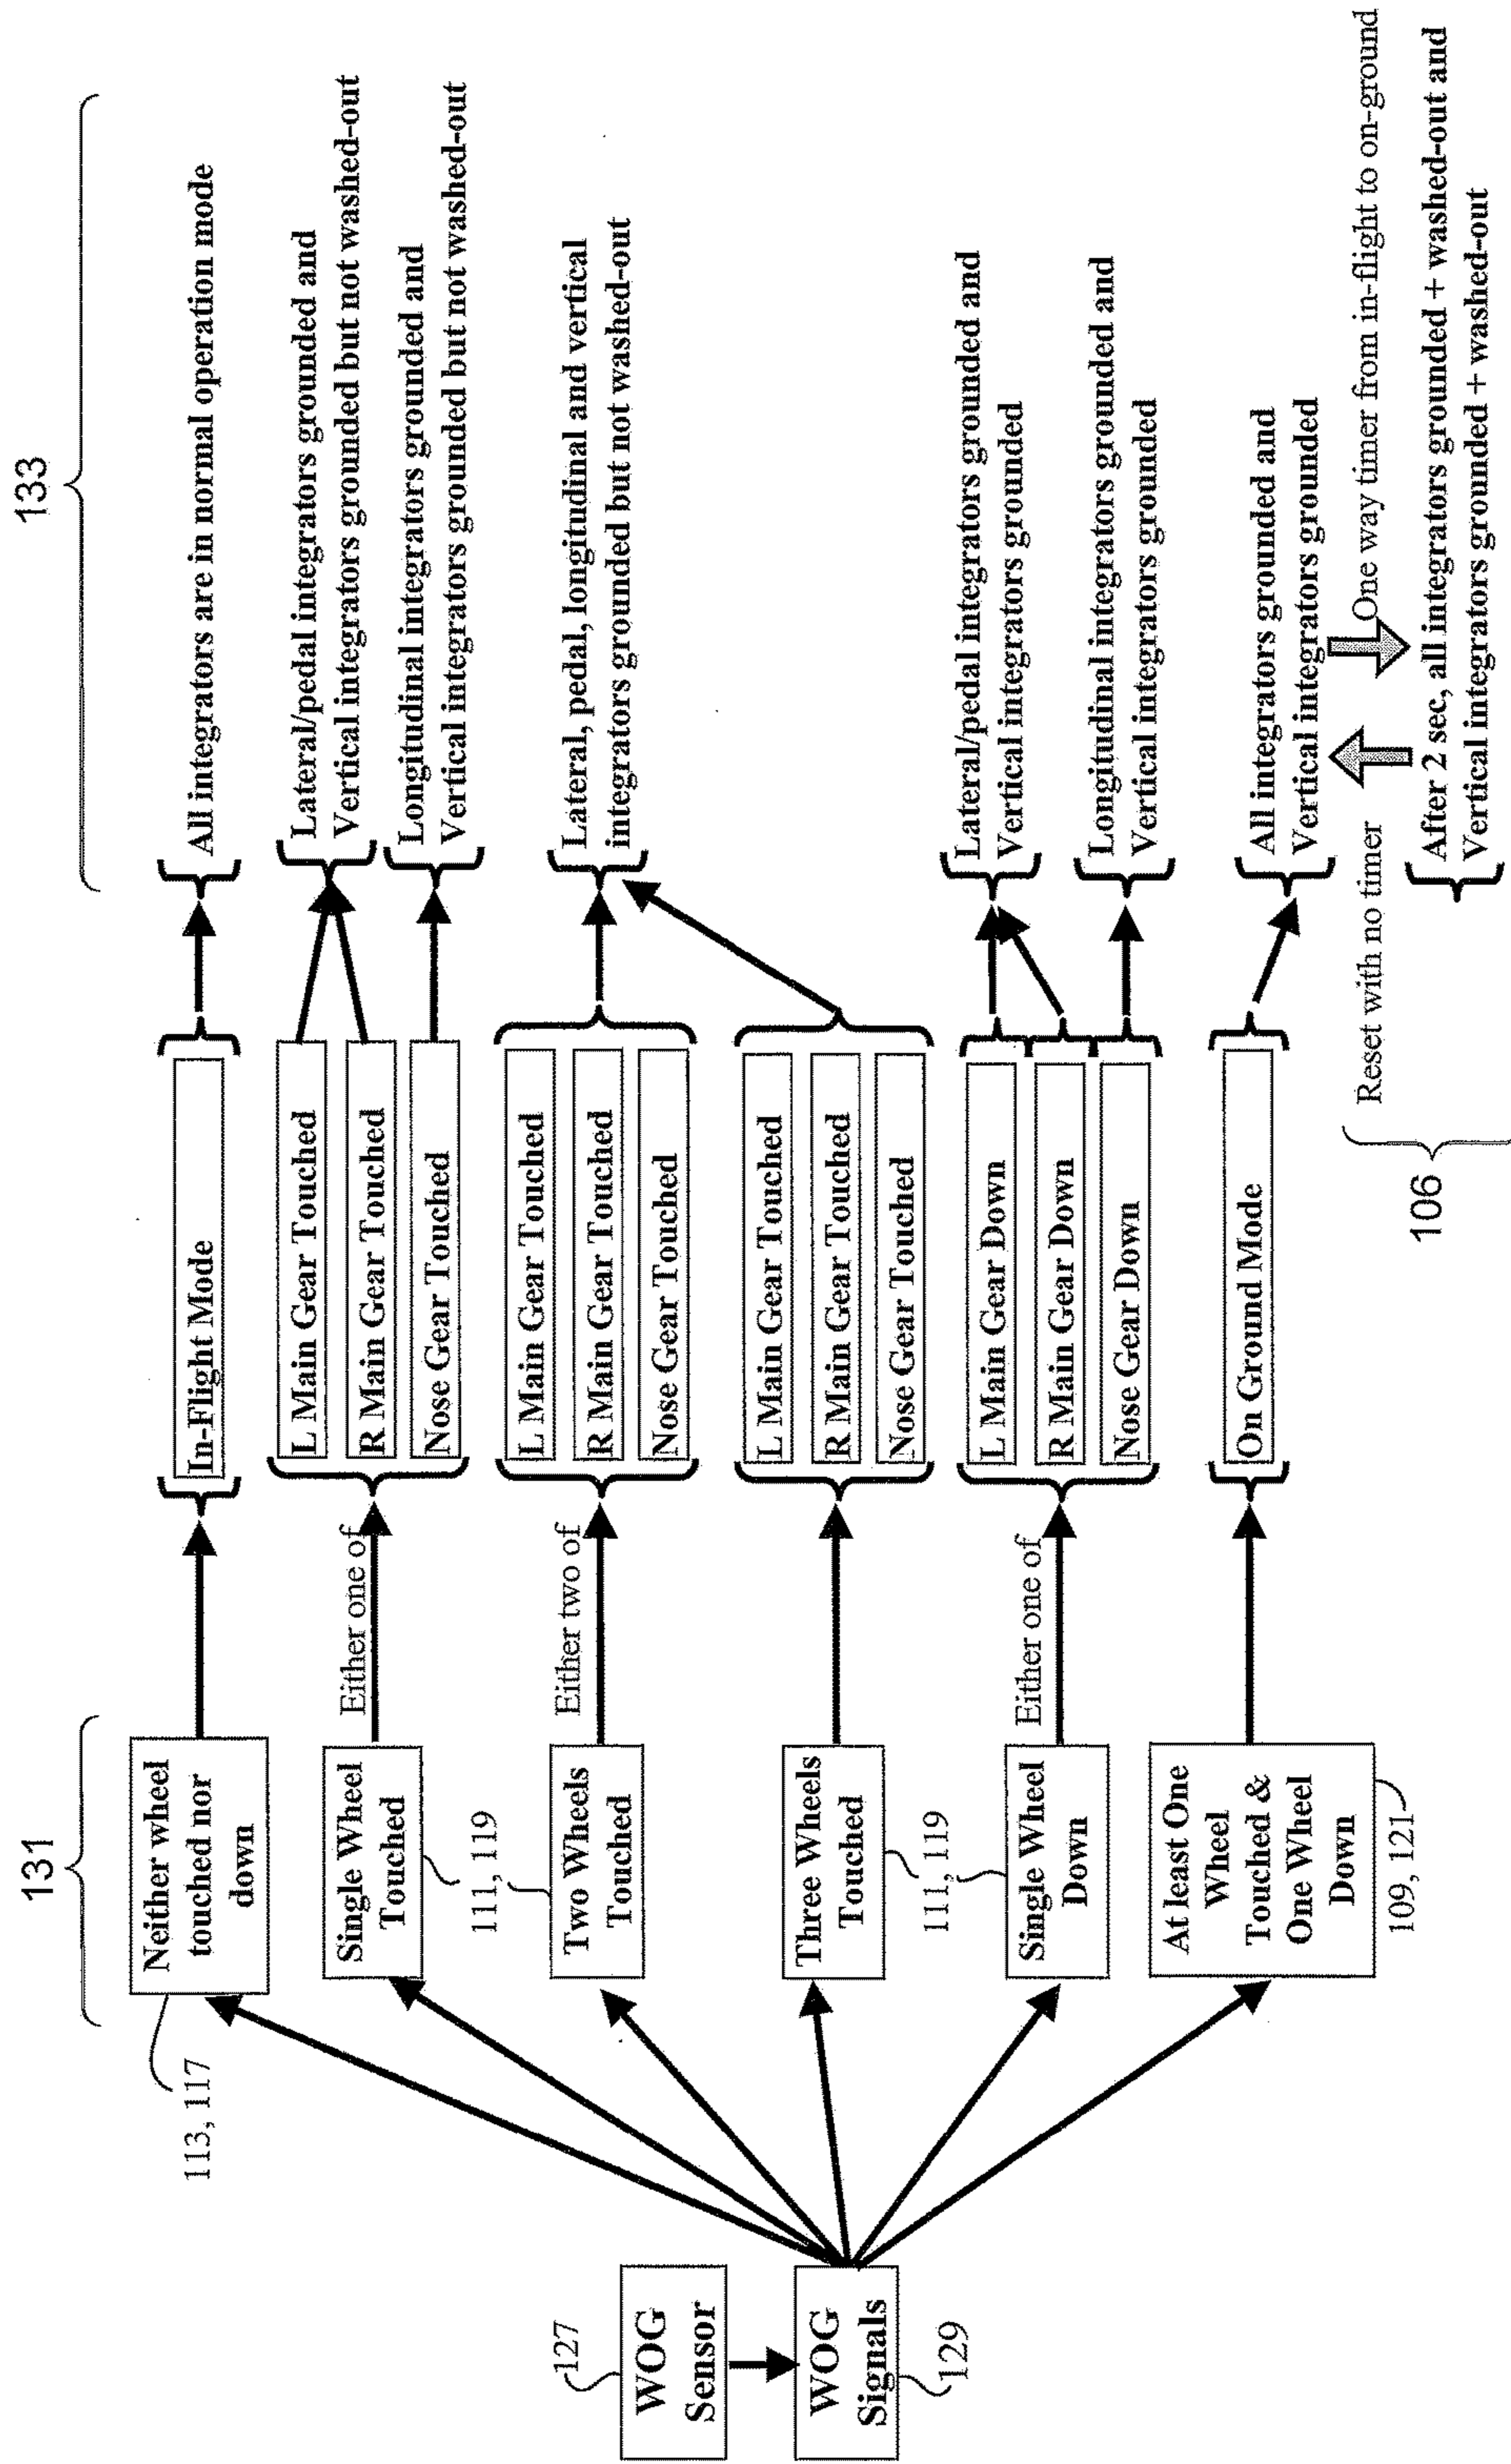 131
133
127
WOG
Sensor
WOG
Signals
129
113, 117
Neither wheel
touched nor
down
In-Flight Mode
All integrators are in normal operation mode
Single Wheel
Touched
Either one of
L Main Gear Touched
R Main Gear Touched
Nose Gear Touched
Lateral/pedal integrators grounded and
Vertical integrators grounded but not washed-out
Longitudinal integrators grounded and
Vertical integrators grounded but not washed-out
111, 119
Two Wheels
Touched
Either two of
L Main Gear Touched
R Main Gear Touched
Nose Gear Touched
Lateral, pedal, longitudinal and vertical
integrators grounded but not washed-out
Three Wheels
Touched
L Main Gear Touched
R Main Gear Touched
Nose Gear Touched
111, 119
Single Wheel
Down
Either one of
L Main Gear Down
R Main Gear Down
Nose Gear Down
Lateral/pedal integrators grounded and
Vertical integrators grounded
Longitudinal integrators grounded and
Vertical integrators grounded
At least One
Wheel
Touched &
One Wheel
Down
109, 121
On Ground Mode
All integrators grounded and
Vertical integrators grounded
Reset with no timer
One way timer from in-flight to on-ground
106
After 2 sec, all integrators grounded + washed-out and
Vertical integrators grounded + washed-out